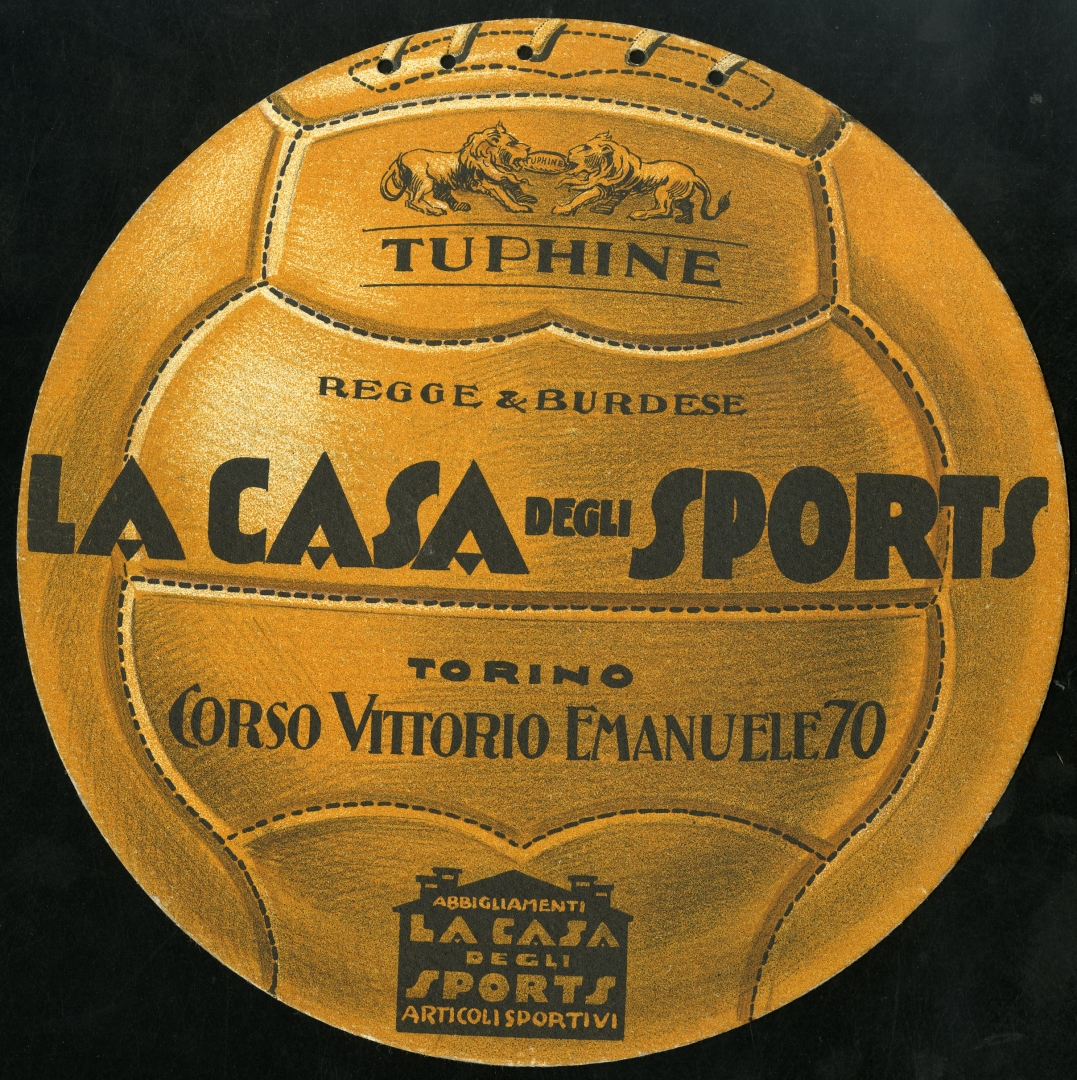 TUPHINE
TUPHINE
REGGE & BURDESE
LA CASA DEGLI SPORTS
TORINO
CORSO VITTORIO EMANUELE 70
ABBIGLIAMENTI
LA CASA
DEGLI
SPORTS
ARTICOLI SPORTIVI